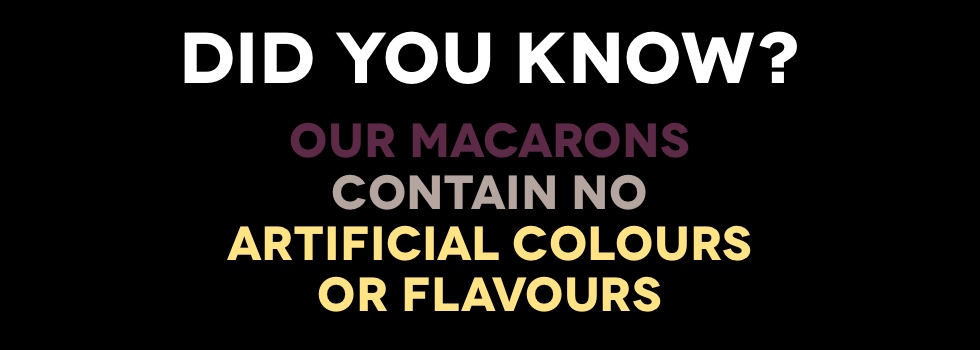 DID YOU KNOW?
OUR MACARONS
CONTAIN NO
ARTIFICIAL COLOURS
OR FLAVOURS